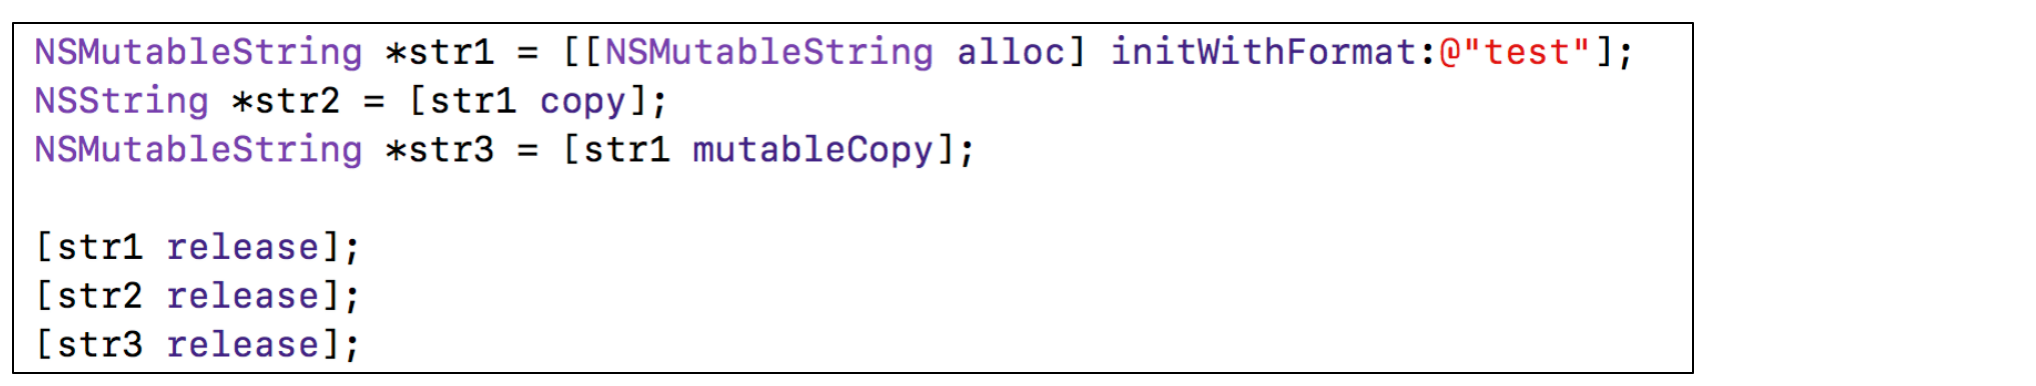 NSMutableString *str1 = [[NSMutableString alloc] initWithFormat:@"test"];
NSString *str2 = [str1 copy];
NSMutableString *str3 = [str1 mutableCopy];
[str1 release];
[str2 release];
[str3 release];